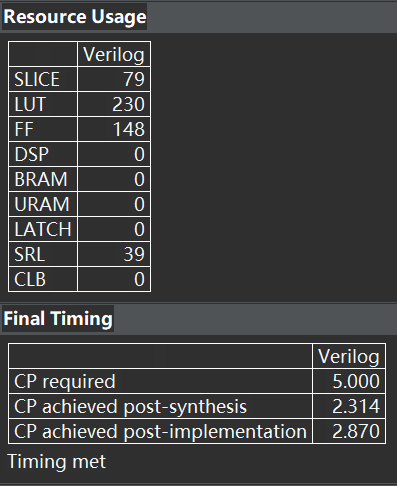 Resource Usage
Verilog
SLICE 79
LUT 230
FF 148
DSP 0
BRAM 0
URAM 0
LATCH 0
SRL 39
CLB 0
Final Timing
Verilog
CP required 5.000
CP achieved post-synthesis 2.314
CP achieved post-implementation 2.870
Timing met